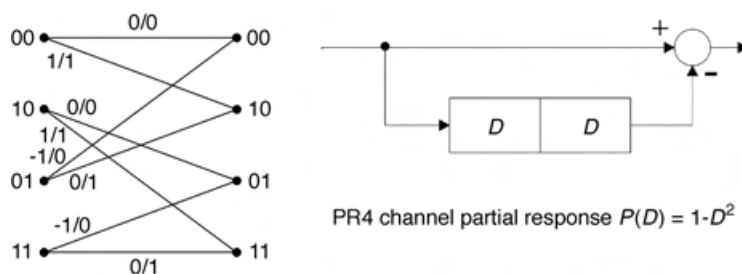 0/0
00 00
1/1
10 0/0 10
1/1
-1/0
01 0/1 01
-1/0
11 11
0/1
+
-
D D
PR4 channel partial response P(D) = 1-D²